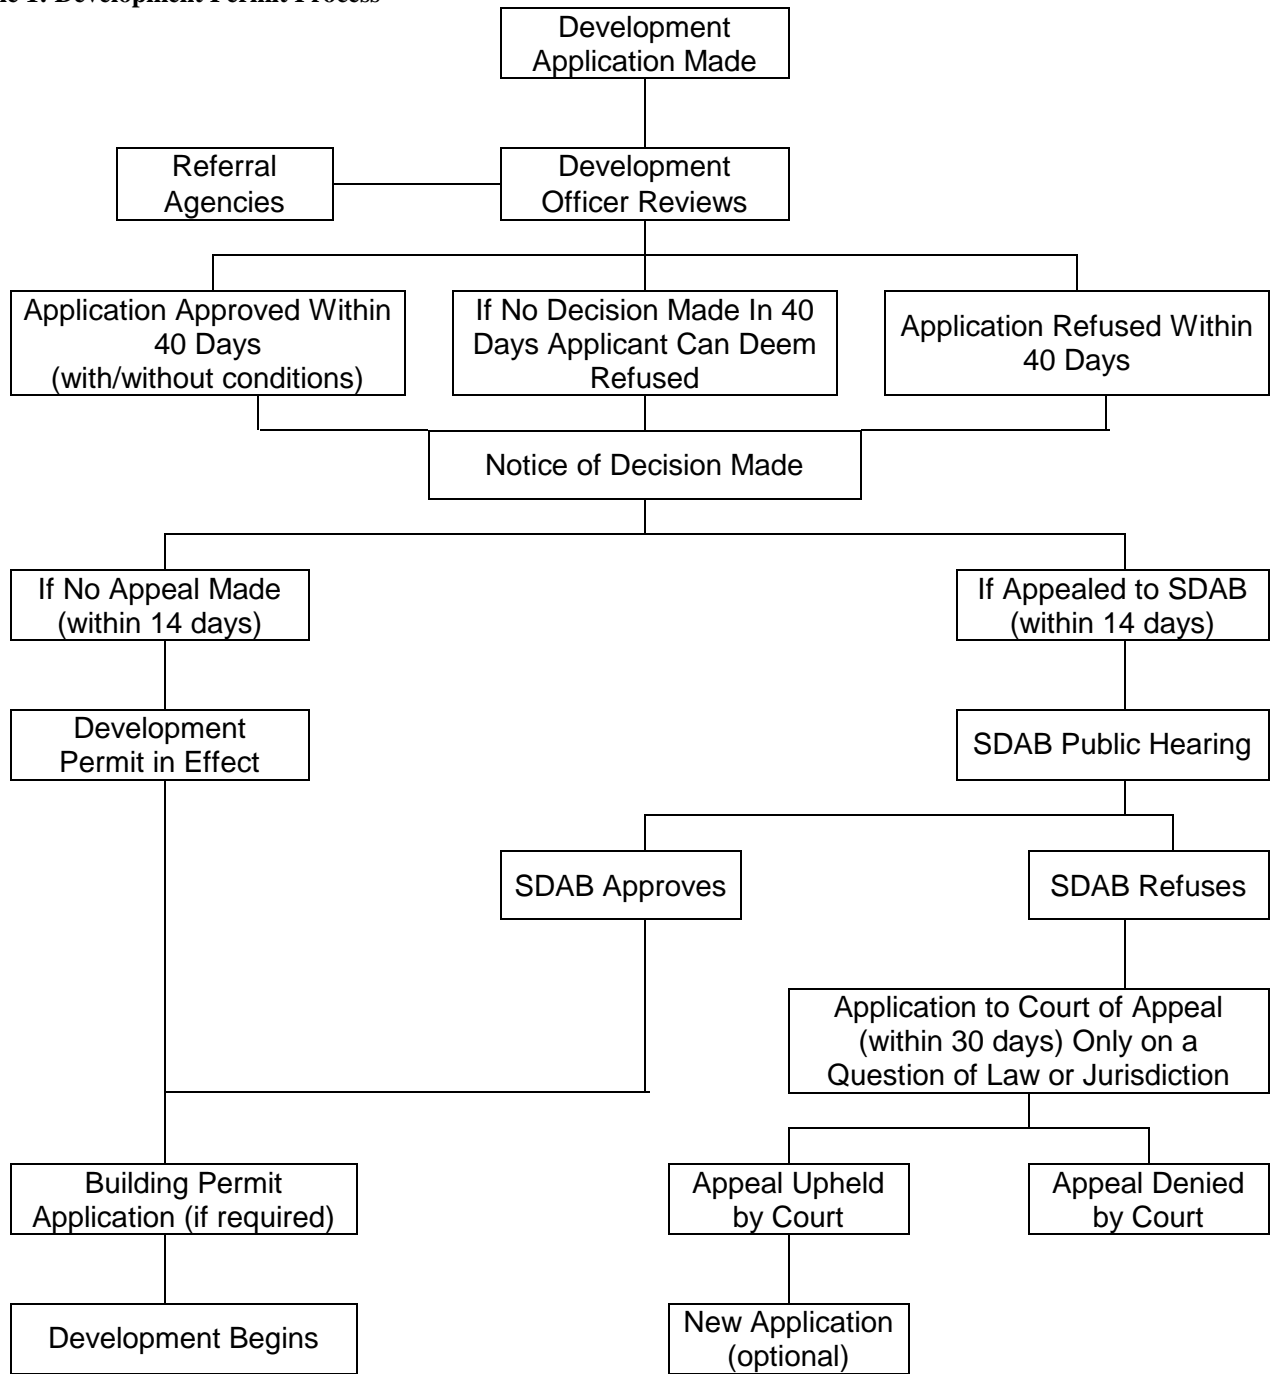 1: Development Permit Process
Development
Application Made
Referral
Agencies
Development
Officer Reviews
Application Approved Within
40 Days
(with/without conditions)
If No Decision Made In 40
Days Applicant Can Deem
Refused
Application Refused Within
40 Days
Notice of Decision Made
If No Appeal Made
(within 14 days)
If Appealed to SDAB
(within 14 days)
Development
Permit in Effect
SDAB Public Hearing
SDAB Approves
SDAB Refuses
Application to Court of Appeal
(within 30 days) Only on a
Question of Law or Jurisdiction
Building Permit
Application (if required)
Appeal Upheld
by Court
Appeal Denied
by Court
Development Begins
New Application
(optional)